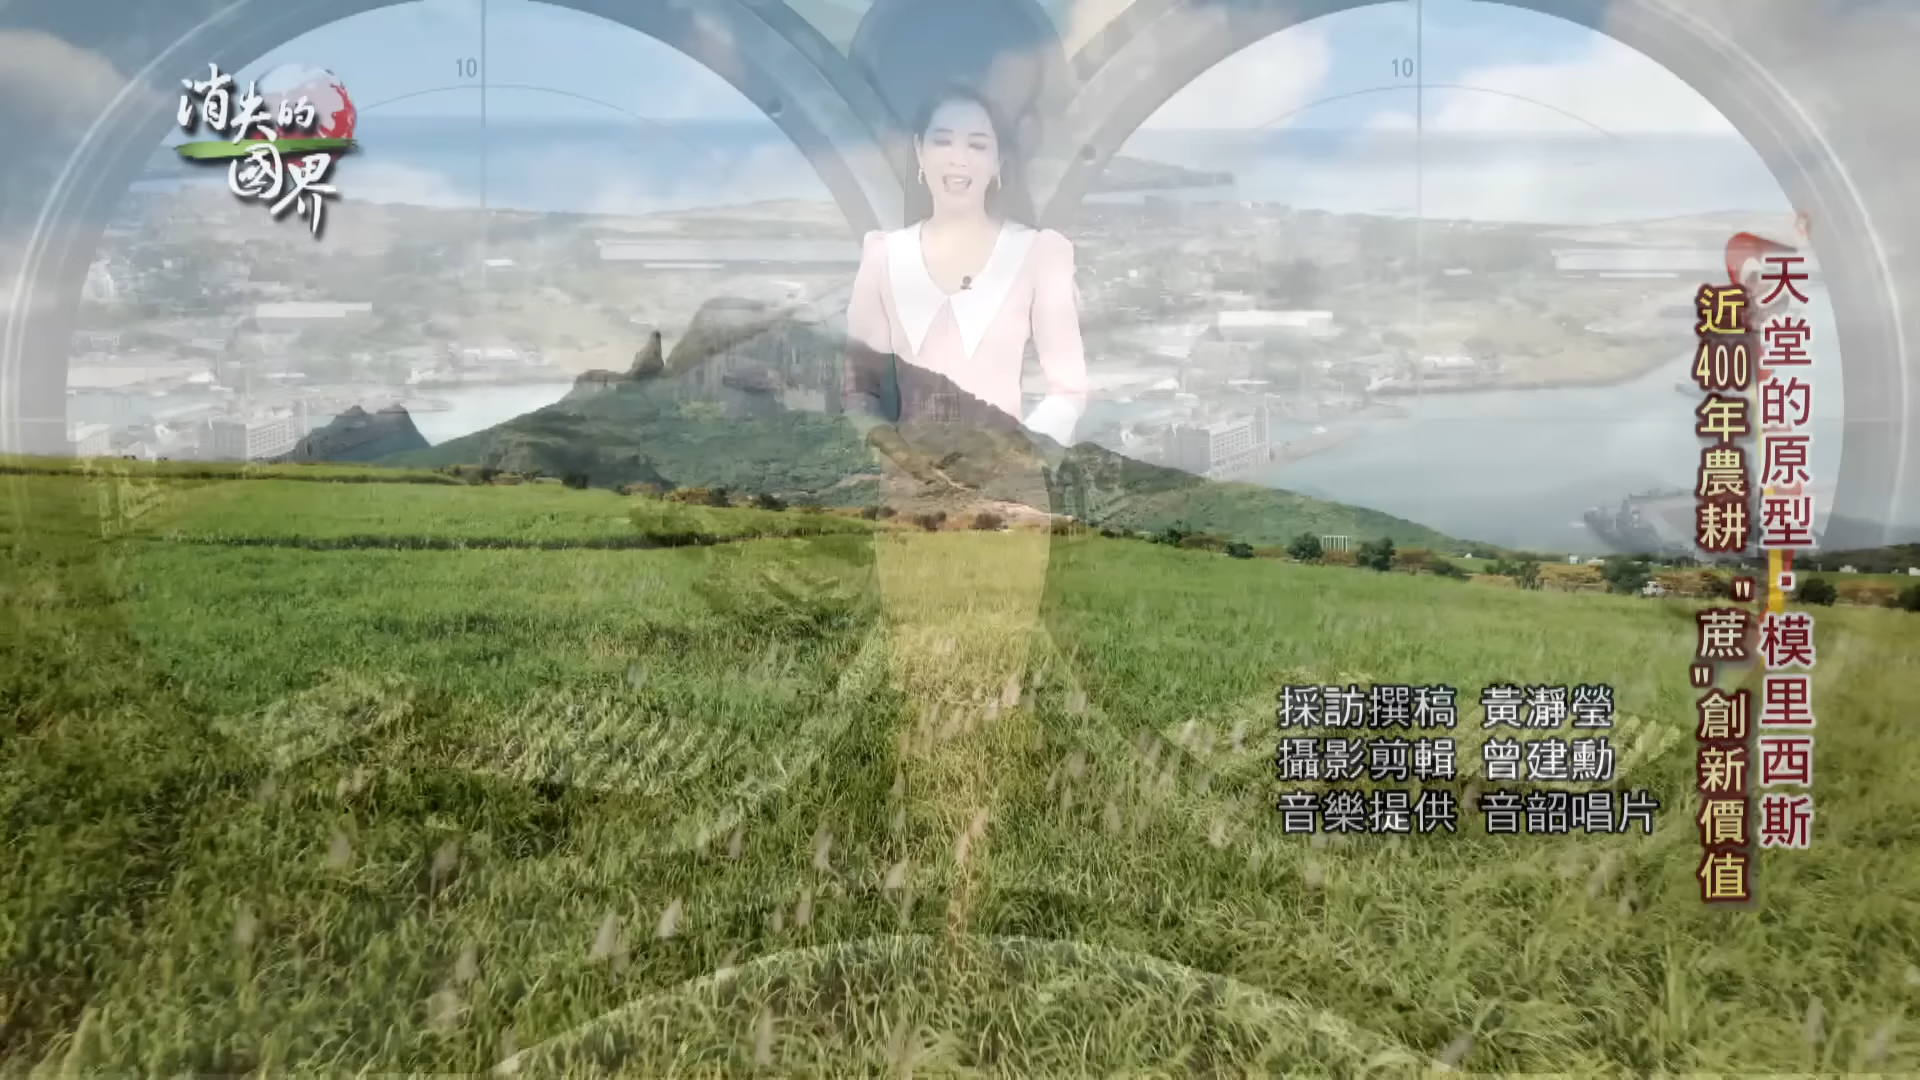 消失的
國界
10
10
天堂的原型·模里西斯
近400年農耕 "蔗"創新價值
採訪撰稿 黃瀞瑩
攝影剪輯 曾建勳
音樂提供 音韶唱片